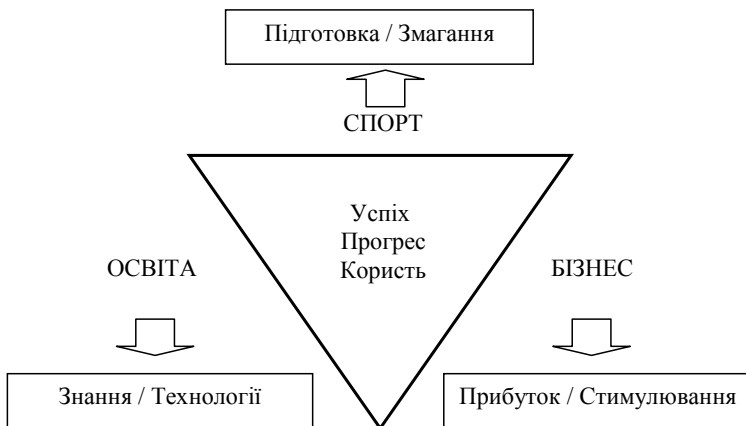 Підготовка / Змагання
СПОРТ
Успіх
Прогрес
Користь
ОСВІТА
БІЗНЕС
Знання / Технології
Прибуток / Стимулювання